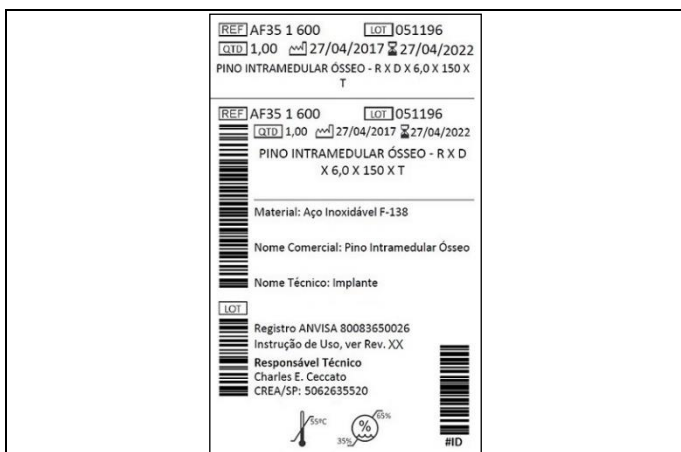 REF AF35 1 600 LOT 051196
QTD 1,00 27/04/2017 27/04/2022
PINO INTRAMEDULAR ÓSSEO - R X D X 6,0 X 150 X
T
REF AF35 1 600 LOT 051196
QTD 1,00 27/04/2017 27/04/2022
PINO INTRAMEDULAR ÓSSEO - R X D
X 6,0 X 150 X T
Material: Aço Inoxidável F-138
Nome Comercial: Pino Intramedular Ósseo
Nome Técnico: Implante
LOT
Registro ANVISA 80083650026
Instrução de Uso, ver Rev. XX
Responsável Técnico
Charles E. Ceccato
CREA/SP: 5062635520
55ºC
65%
%
35%
#ID